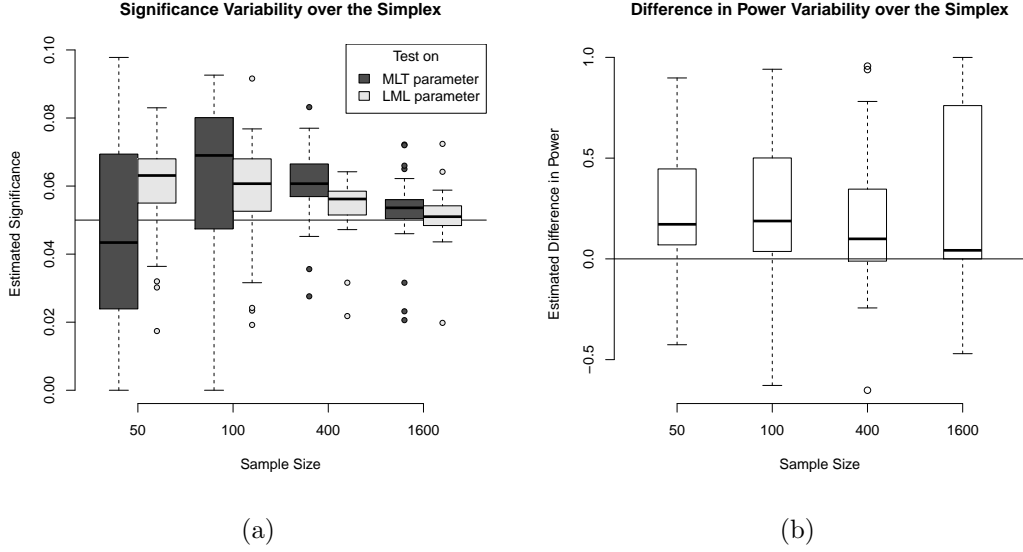 Significance Variability over the Simplex
Estimated Significance
0.10
0.08
0.06
0.04
0.02
0.00
Test on
MLT parameter
LML parameter
50 100 400 1600
Sample Size
(a)
Difference in Power Variability over the Simplex
Estimated Difference in Power
1.0
0.5
0.0
−0.5
50 100 400 1600
Sample Size
(b)